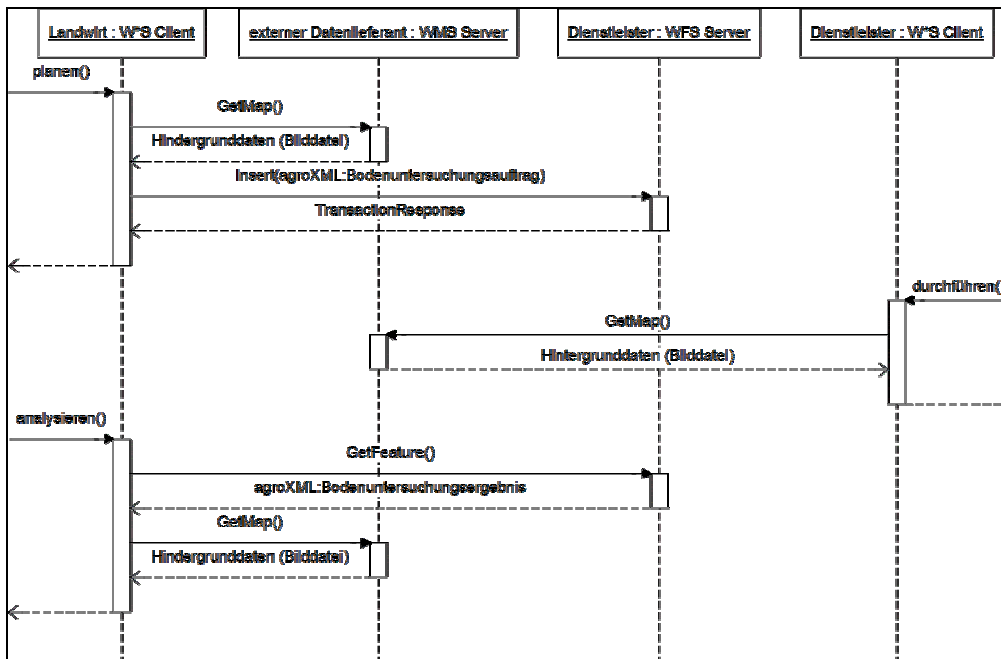 Landwirt : W*S Client
externer Datenlieferant : WMS Server
Dienstleister : WFS Server
Dienstleister : W*S Client
planen()
GetMap()
Hindergrunddaten (Bilddatei)
Insert(agroXML:Bodenuntersuchungsauftrag)
TransactionResponse
durchführen(
GetMap()
Hintergrunddaten (Bilddatei)
analysieren()
GetFeature()
agroXML:Bodenuntersuchungsergebnis
GetMap()
Hindergrunddaten (Bilddatei)